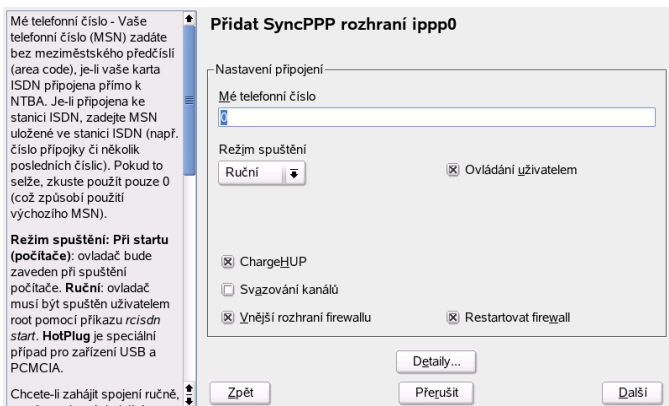 Mé telefonní číslo - Vaše
telefonní číslo (MSN) zadáte
bez meziměstského předčíslí
(area code), je-li vaše karta
ISDN připojena přímo k
NTBA. Je-li připojena ke
stanici ISDN, zadejte MSN
uložené ve stanici ISDN (např.
číslo přípojky či několik
posledních číslic). Pokud to
selže, zkuste použít pouze 0
(což způsobí použití
výchozího MSN).
Režim spuštění: Při startu
(počítače): ovladač bude
zaveden při spuštění
počítače. Ruční: ovladač
musí být spuštěn uživatelem
root pomocí příkazu rcisdn
start. HotPlug je speciální
případ pro zařízení USB a
PCMCIA.
Chcete-li zahájit spojení ručně,
Přidat SyncPPP rozhraní ippp0
Nastavení připojení
Mé telefonní číslo
0
Režim spuštění
Ruční
Ovládání uživatelem
ChargeHUP
Svazování kanálů
Vnější rozhraní firewallu
Restartovat firewall
Detaily...
Zpět
Přerušit
Další